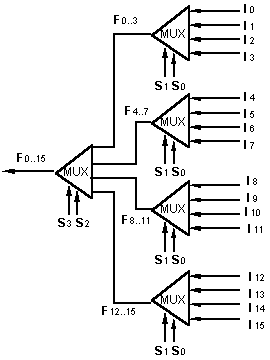 F0..3
I0
I1
MUX
I2
I3
S1 S0
I4
F4..7
I5
MUX
I6
I7
F0..15
S1 S0
MUX
I8
I9
MUX
I10
S3 S2
F8..11
I11
S1 S0
I12
I13
MUX
I14
F12..15
I15
S1 S0